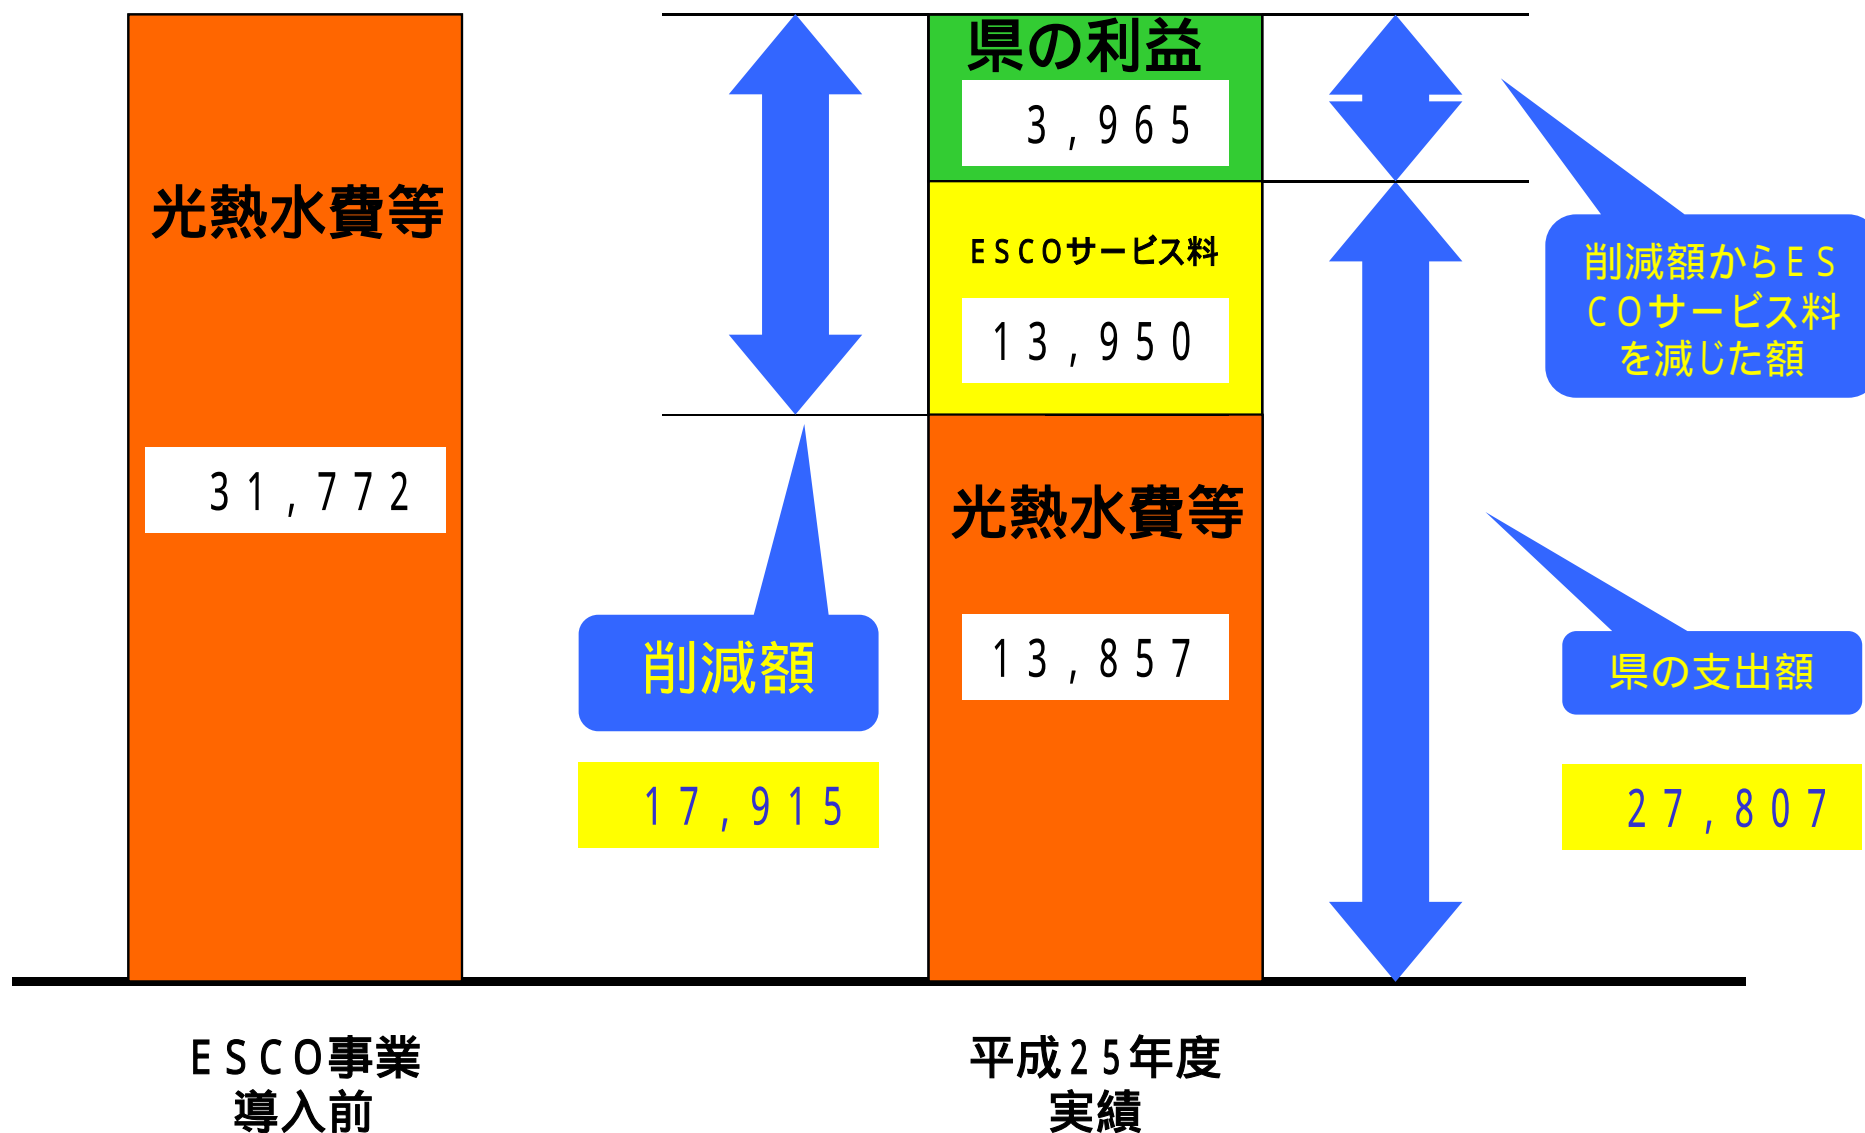 光熱水費等
３１，７７２
ＥＳＣＯ事業
導入前
削減額
１７，９１５
県の利益
３，９６５
ＥＳＣＯサービス料
１３，９５０
光熱水費等
１３，８５７
平成２５年度
実績
削減額からＥＳ
ＣＯサービス料
を減じた額
県の支出額
２７，８０７